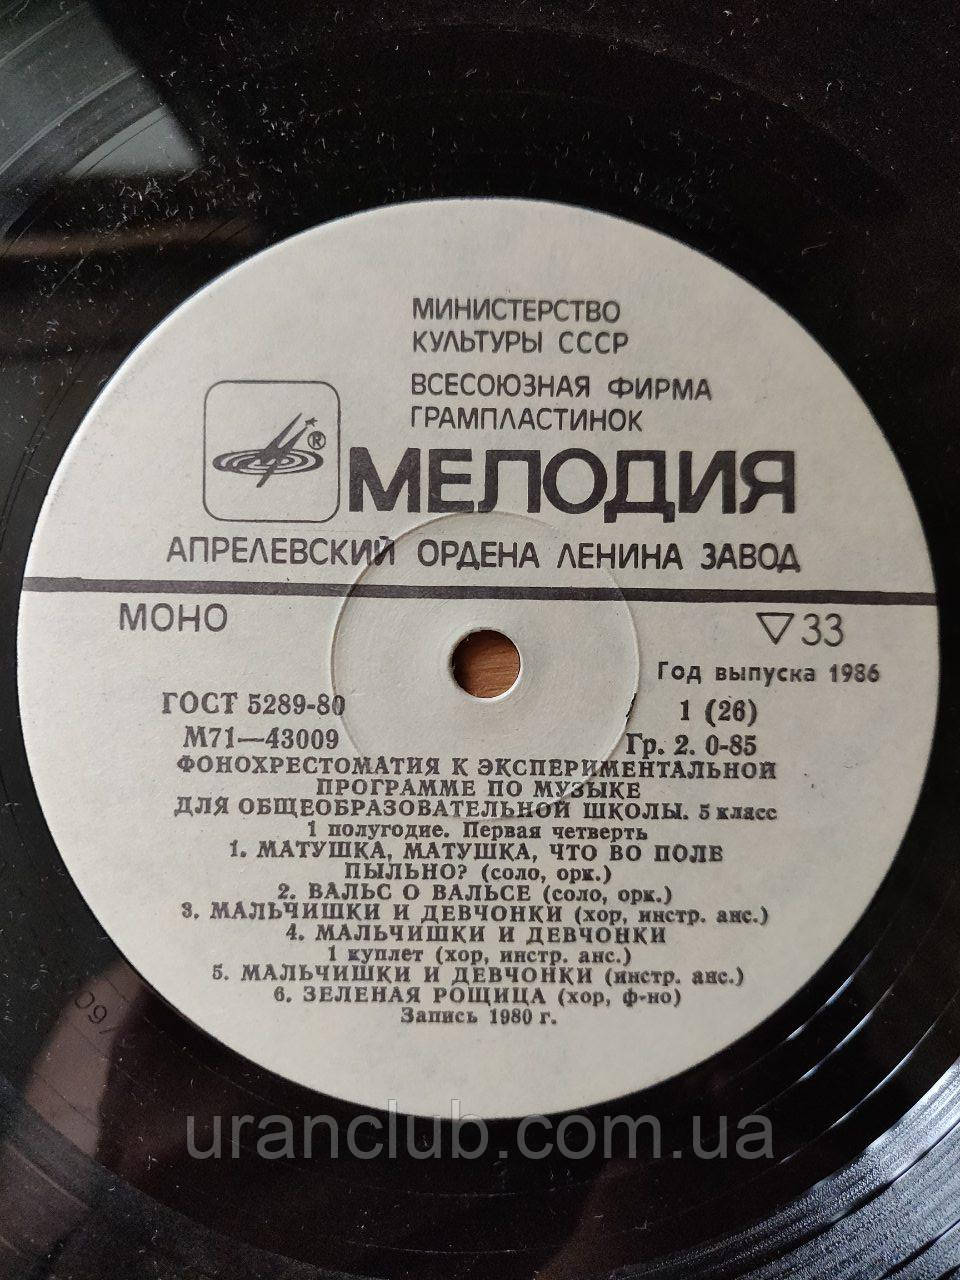 МИНИСТЕРСТВО
КУЛЬТУРЫ СССР
ВСЕСОЮЗНАЯ ФИРМА
ГРАМПЛАСТИНОК
®
МЕЛОДИЯ
АПРЕЛЕВСКИЙ ОРДЕНА ЛЕНИНА ЗАВОД
МОНО
▽33
Год выпуска 1986
ГОСТ 5289-80
1 (26)
М71—43009
Гр. 2. 0-85
ФОНОХРЕСТОМАТИЯ К ЭКСПЕРИМЕНТАЛЬНОЙ
ПРОГРАММЕ ПО МУЗЫКЕ
ДЛЯ ОБЩЕОБРАЗОВАТЕЛЬНОЙ ШКОЛЫ. 5 класс
1 полугодие. Первая четверть
1. МАТУШКА, МАТУШКА, ЧТО ВО ПОЛЕ
ПЫЛЬНО? (соло, орк.)
2. ВАЛЬС О ВАЛЬСЕ (соло, орк.)
3. МАЛЬЧИШКИ И ДЕВЧОНКИ (хор, инстр. анс.)
4. МАЛЬЧИШКИ И ДЕВЧОНКИ
1 куплет (хор, инстр. анс.)
5. МАЛЬЧИШКИ И ДЕВЧОНКИ (инстр. анс.)
6. ЗЕЛЕНАЯ РОЩИЦА (хор, ф-но)
Запись 1980 г.
uranclub.com.ua